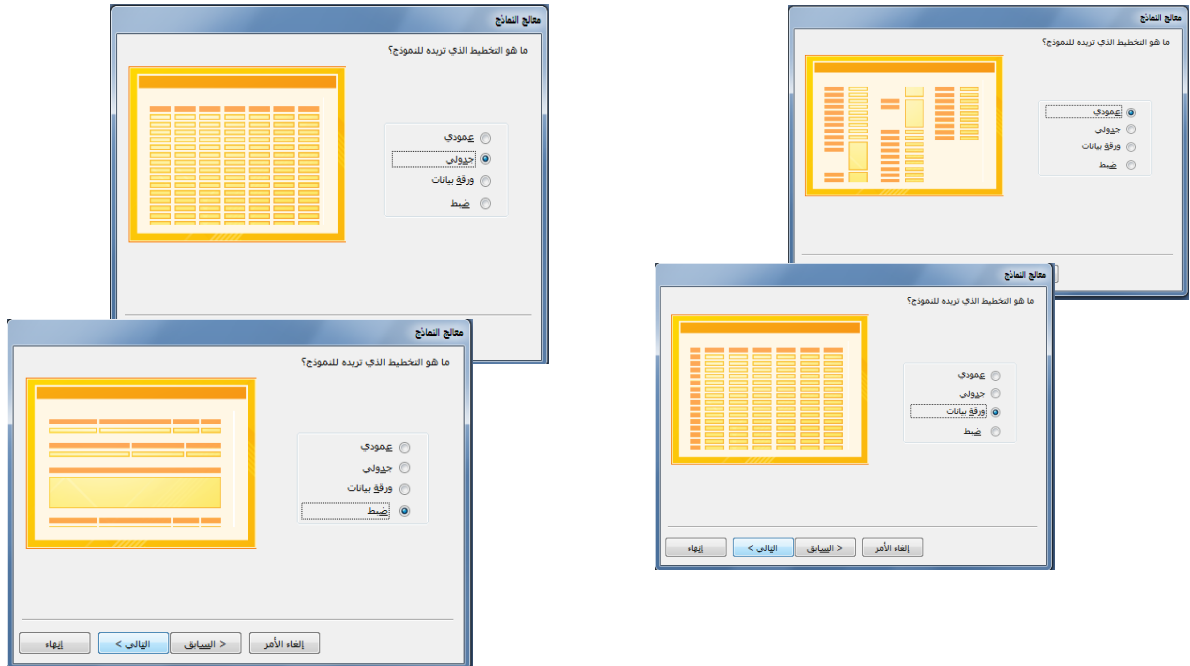 معالج النماذج
ما هو التخطيط الذي تريده للنموذج؟
عمودي
جدولي
ورقة بيانات
ضبط
معالج النماذج
ما هو التخطيط الذي تريده للنموذج؟
عمودي
جدولي
ورقة بيانات
ضبط
معالج النماذج
ما هو التخطيط الذي تريده للنموذج؟
عمودي
جدولي
ورقة بيانات
ضبط
إلغاء الأمر < السابق التالي > إنهاء
معالج النماذج
ما هو التخطيط الذي تريده للنموذج؟
عمودي
جدولي
ورقة بيانات
ضبط
إلغاء الأمر < السابق التالي > إنهاء